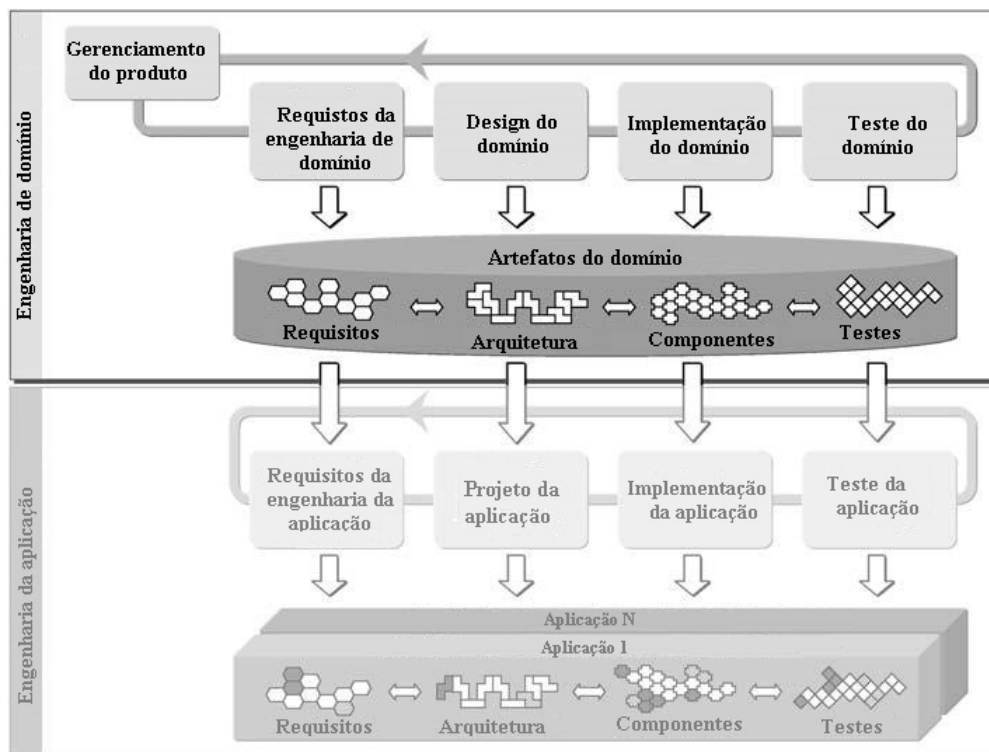 Gerenciamento
do produto
Requistos da
engenharia de
domínio
Design do
domínio
Implementação
do domínio
Teste do
domínio
Engenharia de domínio
Artefatos do domínio
Requisitos
Arquitetura
Componentes
Testes
Engenharia da aplicação
Requisitos da
engenharia da
aplicação
Projeto da
aplicação
Implementação
da aplicação
Teste da
aplicação
Aplicação N
Aplicação 1
Requisitos
Arquitetura
Componentes
Testes